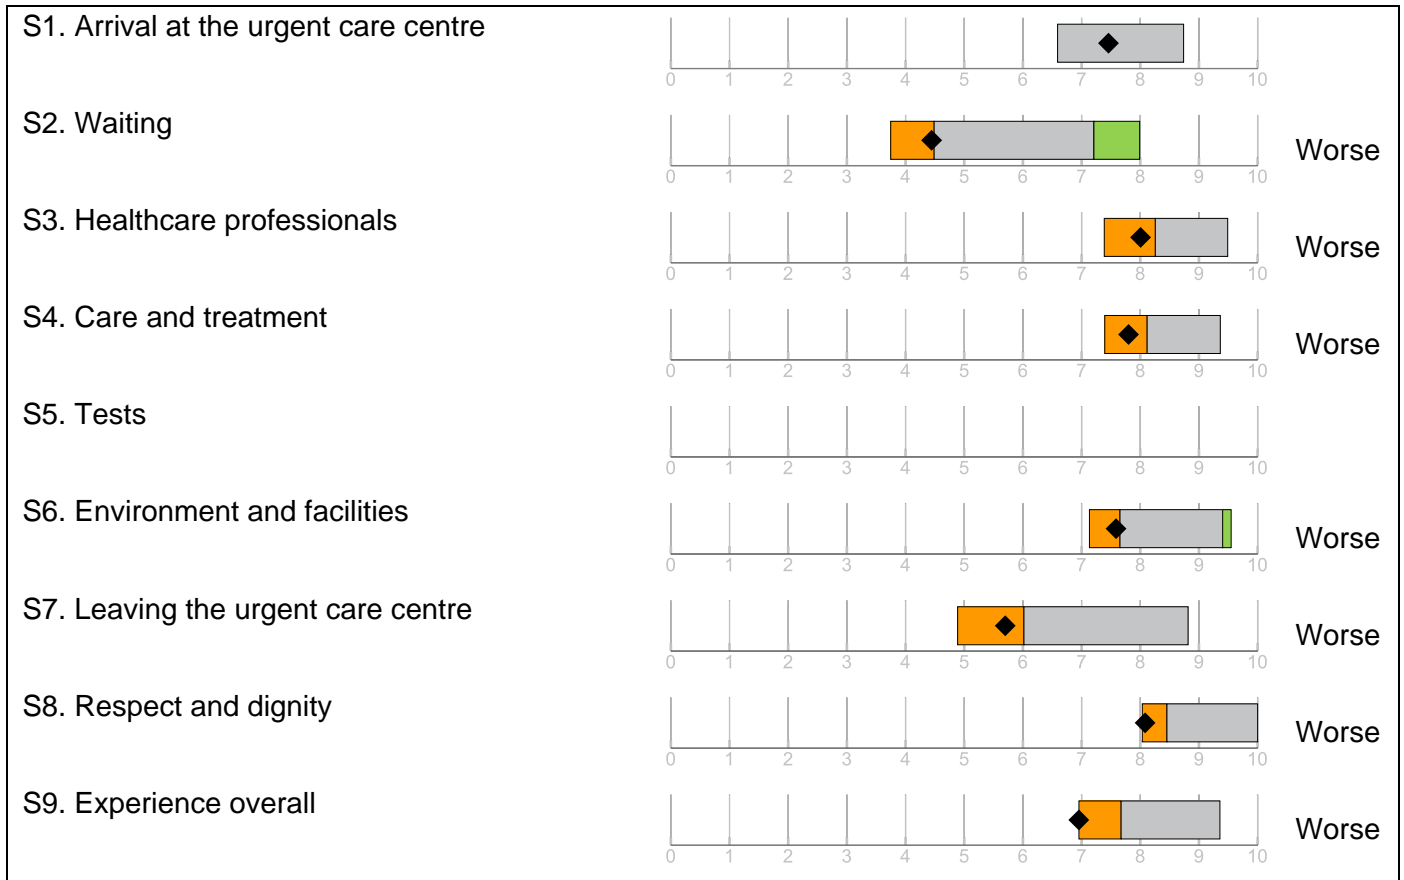 S1. Arrival at the urgent care centre
0 1 2 3 4 5 6 7 8 9 10
S2. Waiting
Worse
0 1 2 3 4 5 6 7 8 9 10
S3. Healthcare professionals
Worse
0 1 2 3 4 5 6 7 8 9 10
S4. Care and treatment
Worse
0 1 2 3 4 5 6 7 8 9 10
S5. Tests
0 1 2 3 4 5 6 7 8 9 10
S6. Environment and facilities
Worse
0 1 2 3 4 5 6 7 8 9 10
S7. Leaving the urgent care centre
Worse
0 1 2 3 4 5 6 7 8 9 10
S8. Respect and dignity
Worse
0 1 2 3 4 5 6 7 8 9 10
S9. Experience overall
Worse
0 1 2 3 4 5 6 7 8 9 10